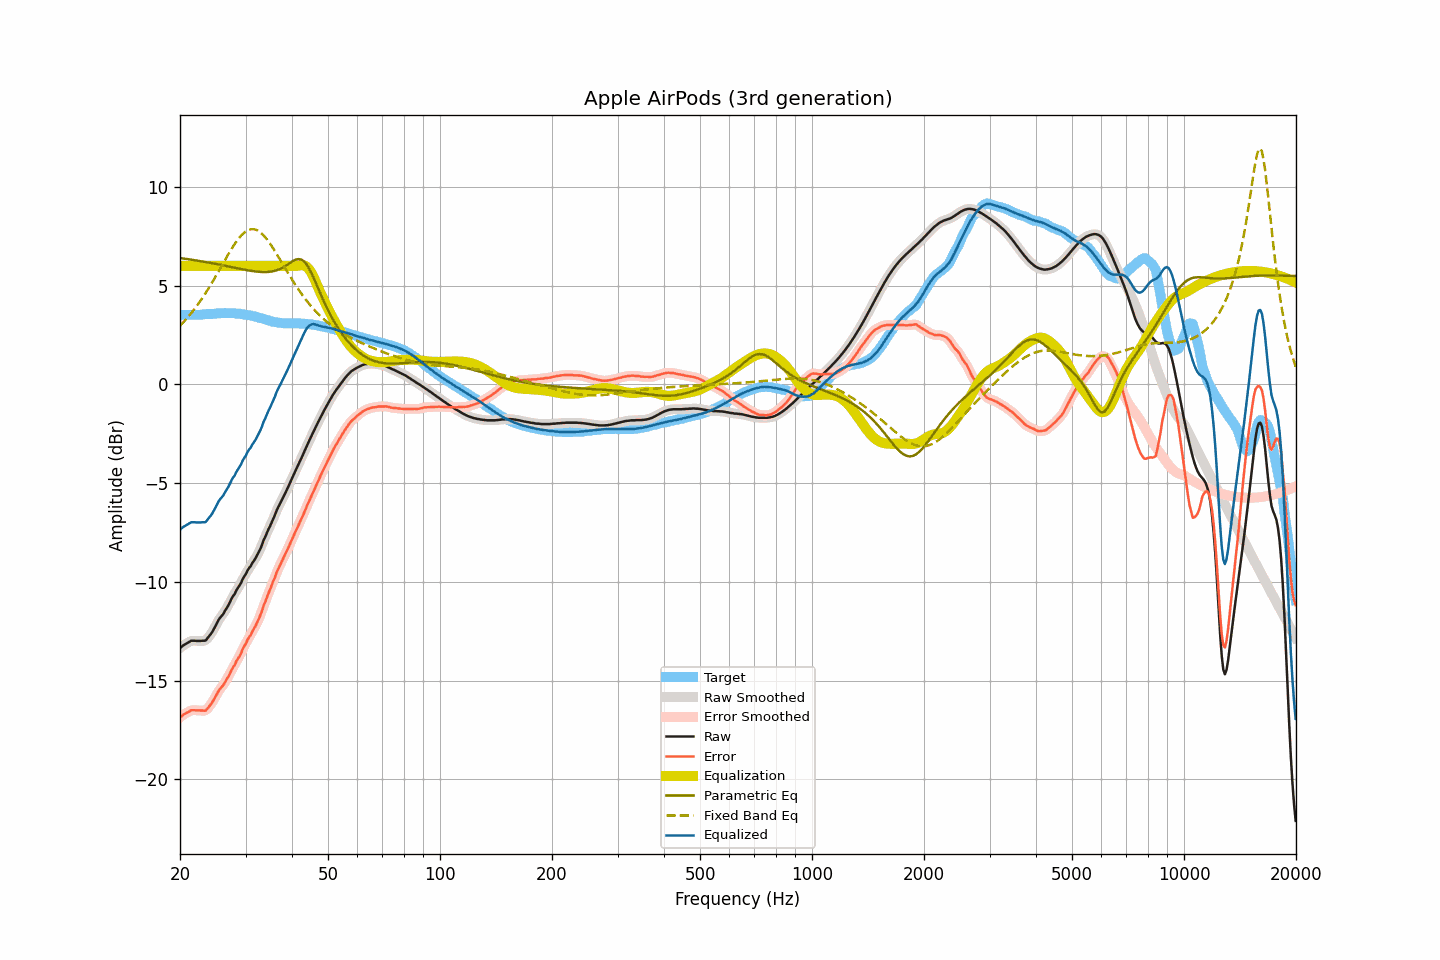 Apple AirPods (3rd generation)
10
5
0
−5
−10
−15
−20
Amplitude (dBr)
Target
Raw Smoothed
Error Smoothed
Raw
Error
Equalization
Parametric Eq
Fixed Band Eq
Equalized
20 50 100 200 500 1000 2000 5000 10000 20000
Frequency (Hz)